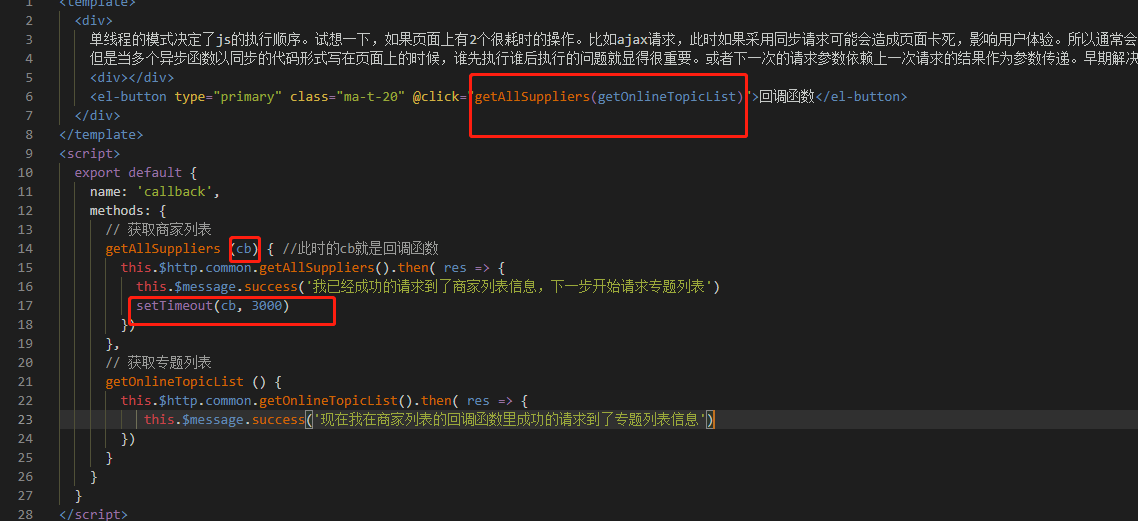 1 <template>
2 <div>
3 单线程的模式决定了js的执行顺序。试想一下，如果页面上有2个很耗时的操作。比如ajax请求，此时如果采用同步请求可能会造成页面卡死，影响用户体验。所以通常会
4 但是当多个异步函数以同步的代码形式写在页面上的时候，谁先执行谁后执行的问题就显得很重要。或者下一次的请求参数依赖上一次请求的结果作为参数传递。早期解决
5 <div></div>
6 <el-button type="primary" class="ma-t-20" @click="getAllSuppliers(getOnlineTopicList)">回调函数</el-button>
7 </div>
8 </template>
9 <script>
10 export default {
11 name: 'callback',
12 methods: {
13 // 获取商家列表
14 getAllSuppliers (cb) { //此时的cb就是回调函数
15 this.$http.common.getAllSuppliers().then( res => {
16 this.$message.success('我已经成功的请求到了商家列表信息，下一步开始请求专题列表')
17 setTimeout(cb, 3000)
18 })
19 },
20 // 获取专题列表
21 getOnlineTopicList () {
22 this.$http.common.getOnlineTopicList().then( res => {
23 this.$message.success('现在我在商家列表的回调函数里成功的请求到了专题列表信息')
24 })
25 }
26 }
27 }
28 </script>